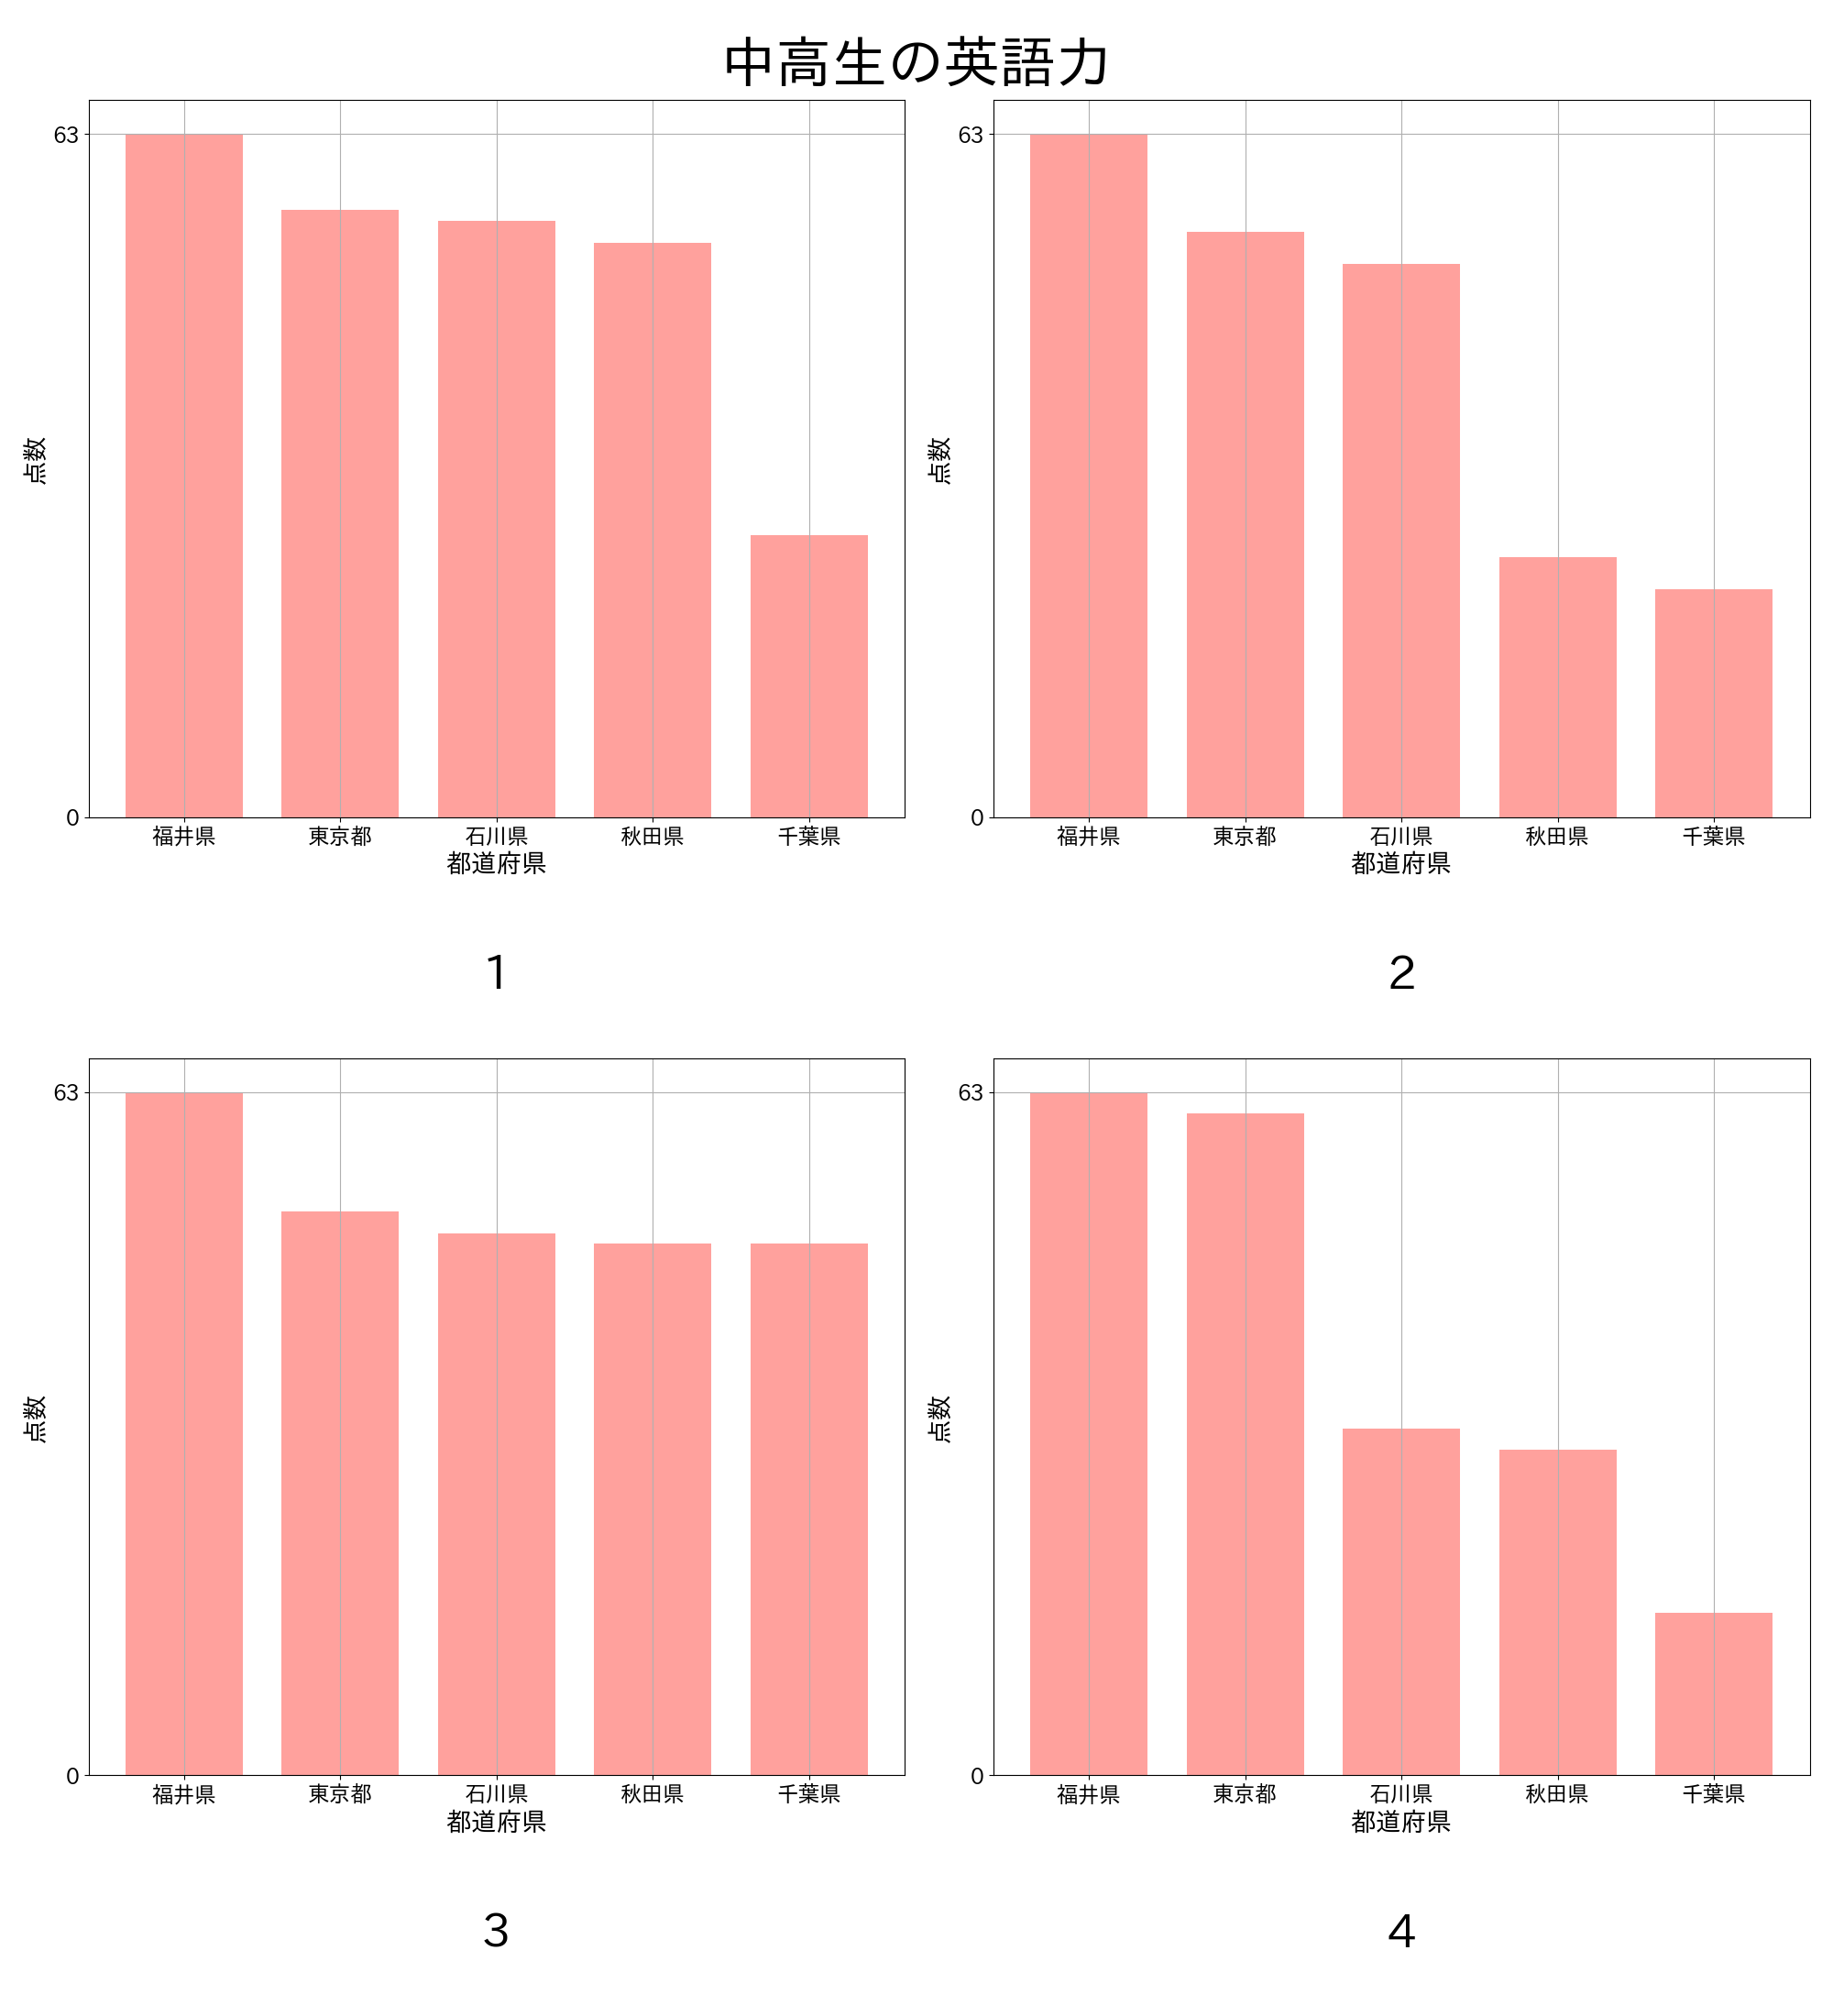 中高生の英語力
63
0
点数
福井県 東京都 石川県 秋田県 千葉県
都道府県
1
63
0
点数
福井県 東京都 石川県 秋田県 千葉県
都道府県
2
63
0
点数
福井県 東京都 石川県 秋田県 千葉県
都道府県
3
63
0
点数
福井県 東京都 石川県 秋田県 千葉県
都道府県
4